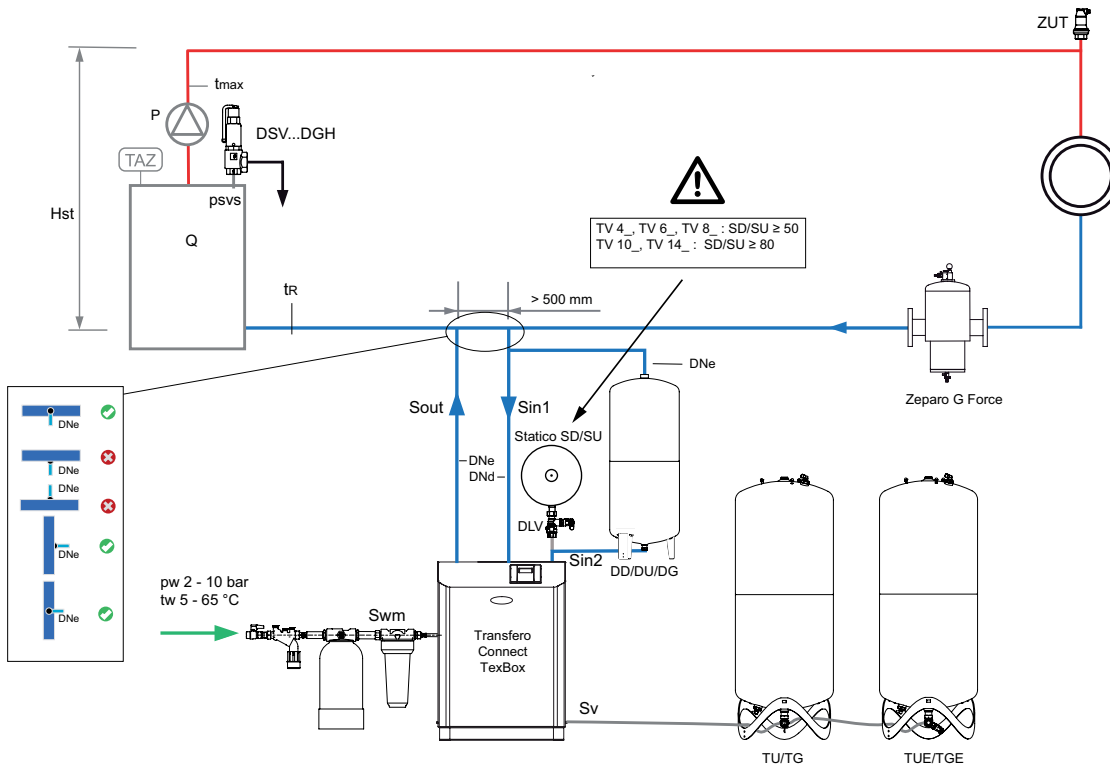 ZUT
tmax
P
DSV...DGH
TAZ
psvs
Hst
Q
TV 4_, TV 6_, TV 8_ : SD/SU ≥ 50
TV 10_, TV 14_ : SD/SU ≥ 80
tR
> 500 mm
DNe
Zeparo G Force
Sout
Sin1
Statico SD/SU
DNe
DNd
DLV
Sin2
DD/DU/DG
DNe
DNe
DNe
DNe
DNe
pw 2 - 10 bar
tw 5 - 65 °C
Swm
Transfero
Connect
TexBox
Sv
TU/TG
TUE/TGE